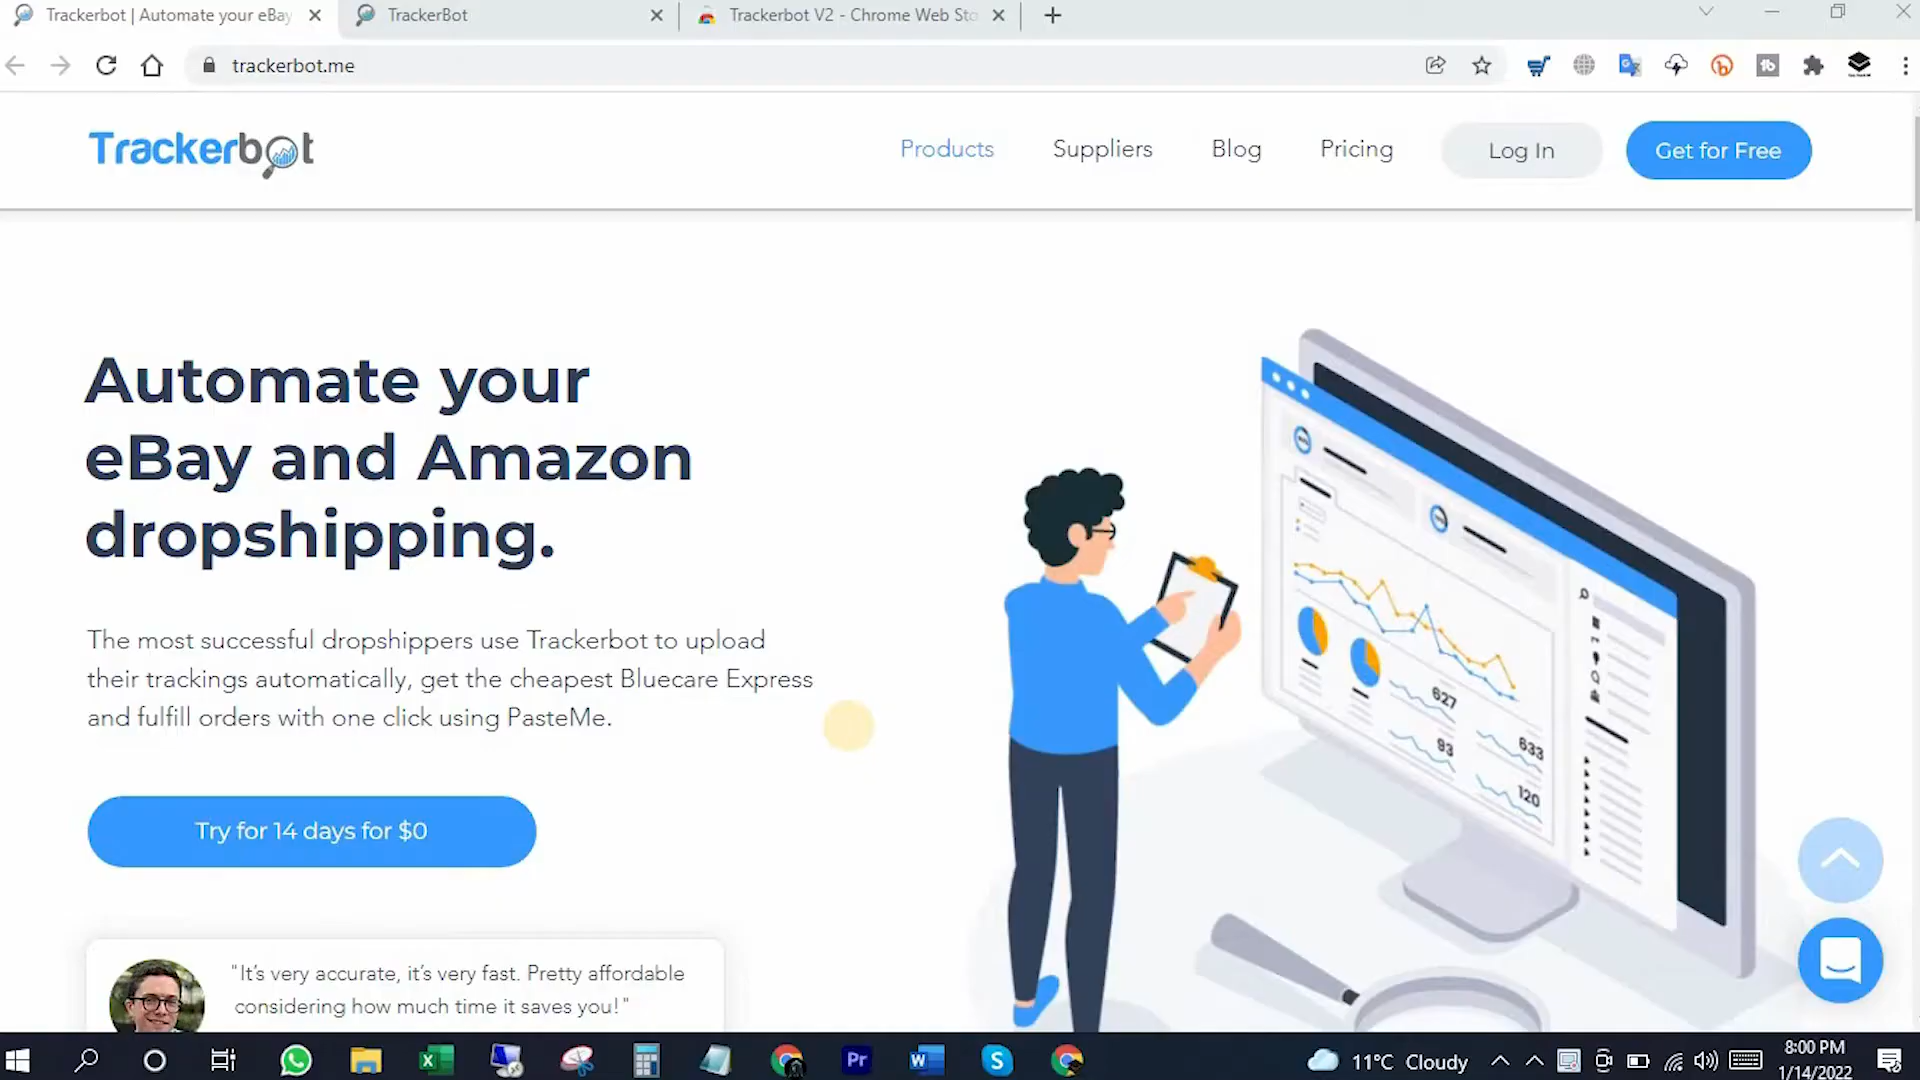 Trackerbot | Automate your eBay
TrackerBot
Trackerbot V2 - Chrome Web Sto
trackerbot.me
Trackerbot
Products
Suppliers
Blog
Pricing
Log In
Get for Free
Automate your
eBay and Amazon
dropshipping.
The most successful dropshippers use Trackerbot to upload
their trackings automatically, get the cheapest Bluecare Express
and fulfill orders with one click using PasteMe.
Try for 14 days for $0
"It's very accurate, it's very fast. Pretty affordable
considering how much time it saves you!"
627
93
633
120
11°C Cloudy
8:00 PM
1/14/2022